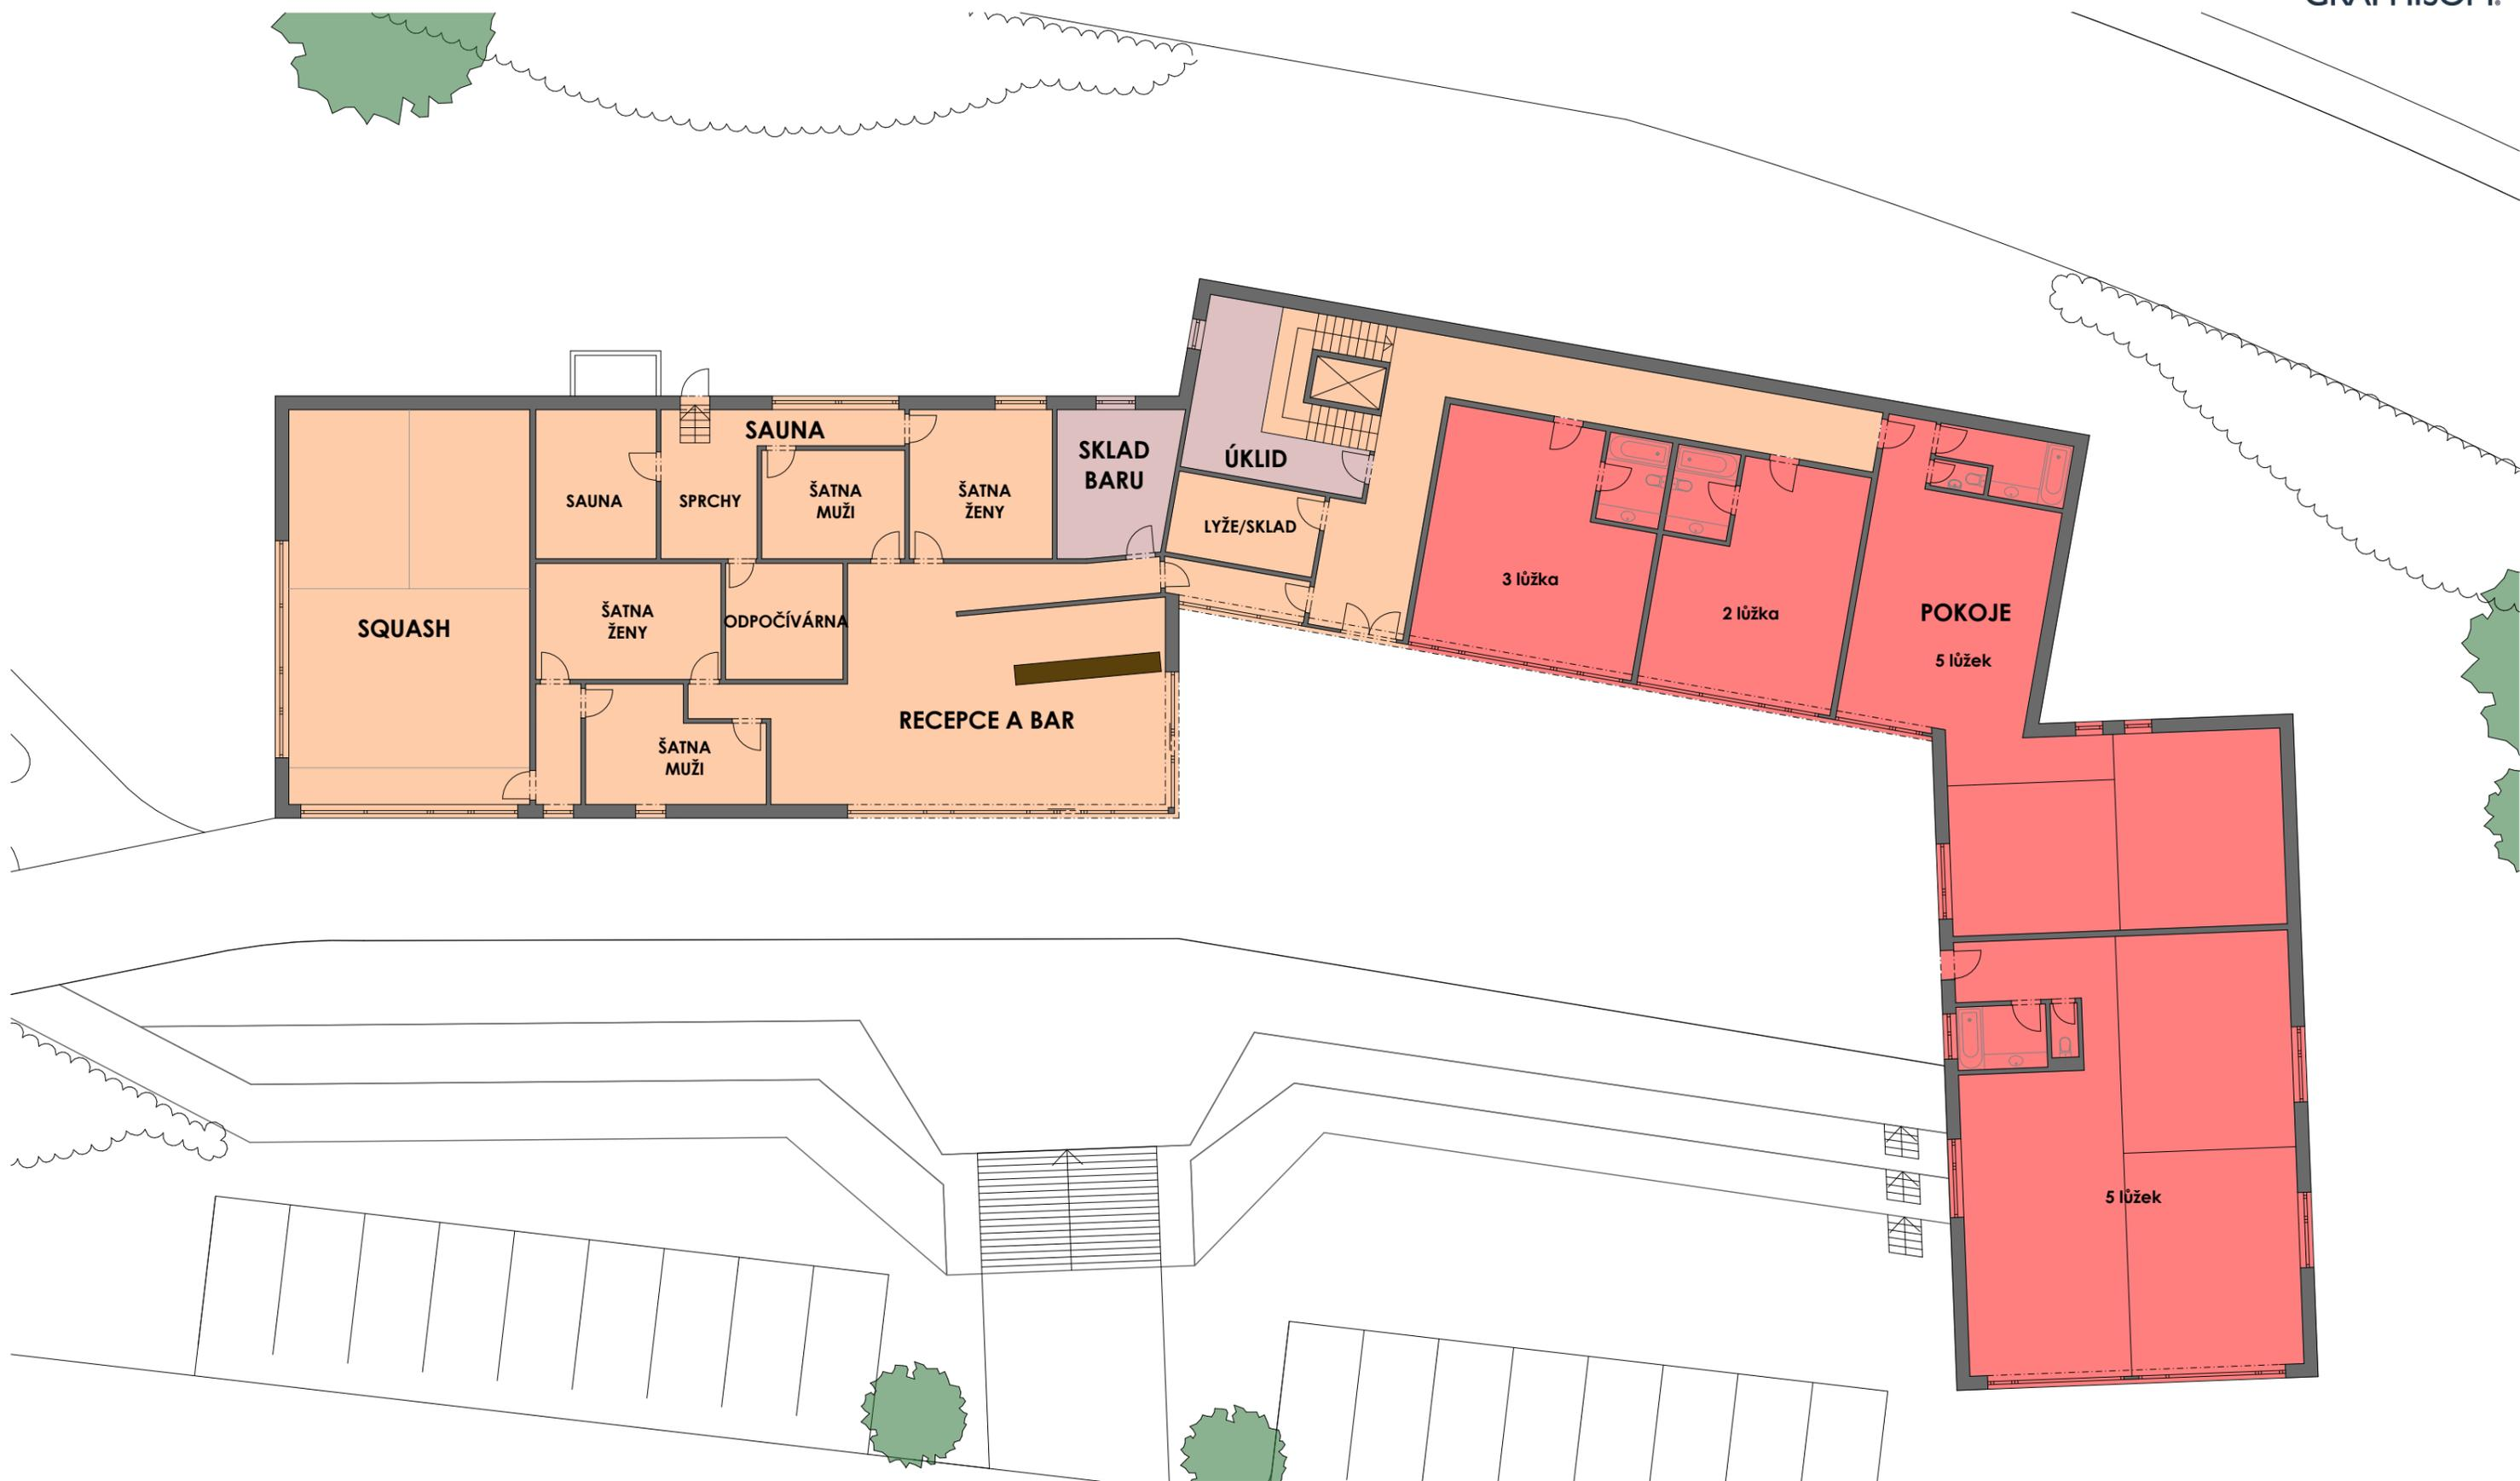 SAUNA
SAUNA
SPRCHY
ŠATNA
MUŽI
ŠATNA
ŽENY
SKLAD
BARU
ÚKLID
LYŽE/SKLAD
SQUASH
ŠATNA
ŽENY
ODPOČÍVÁRNA
RECEPCE A BAR
ŠATNA
MUŽI
3 lůžka
2 lůžka
POKOJE
5 lůžek
5 lůžek